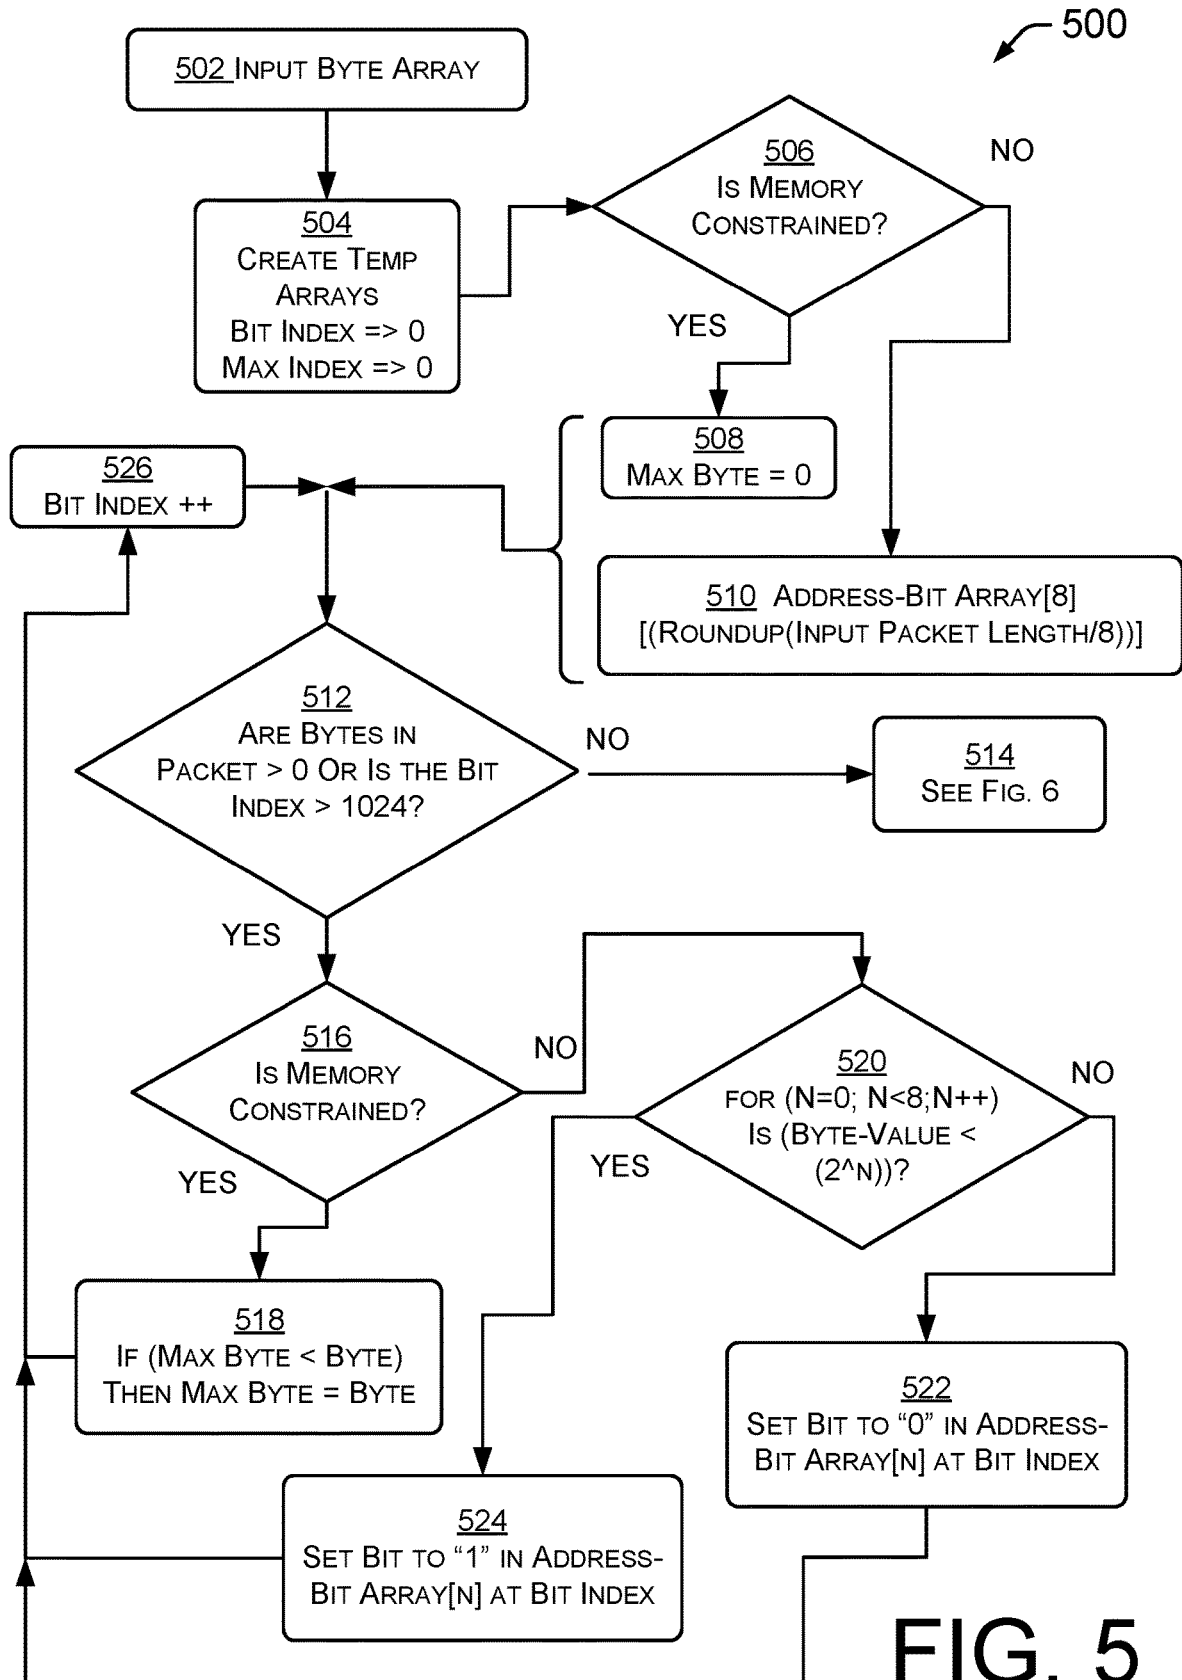 500
502 INPUT BYTE ARRAY
504
CREATE TEMP
ARRAYS
BIT INDEX => 0
MAX INDEX => 0
506
IS MEMORY
CONSTRAINED?
NO
YES
508
MAX BYTE = 0
510 ADDRESS-BIT ARRAY[8]
[(ROUNDUP(INPUT PACKET LENGTH/8))]
526
BIT INDEX ++
512
ARE BYTES IN
PACKET > 0 OR IS THE BIT
INDEX > 1024?
NO
514
SEE FIG. 6
YES
516
IS MEMORY
CONSTRAINED?
NO
YES
520
FOR (N=0; N<8;N++)
IS (BYTE-VALUE <
(2^N))?
NO
YES
518
IF (MAX BYTE < BYTE)
THEN MAX BYTE = BYTE
522
SET BIT TO “0” IN ADDRESS-
BIT ARRAY[N] AT BIT INDEX
524
SET BIT TO “1” IN ADDRESS-
BIT ARRAY[N] AT BIT INDEX
FIG. 5